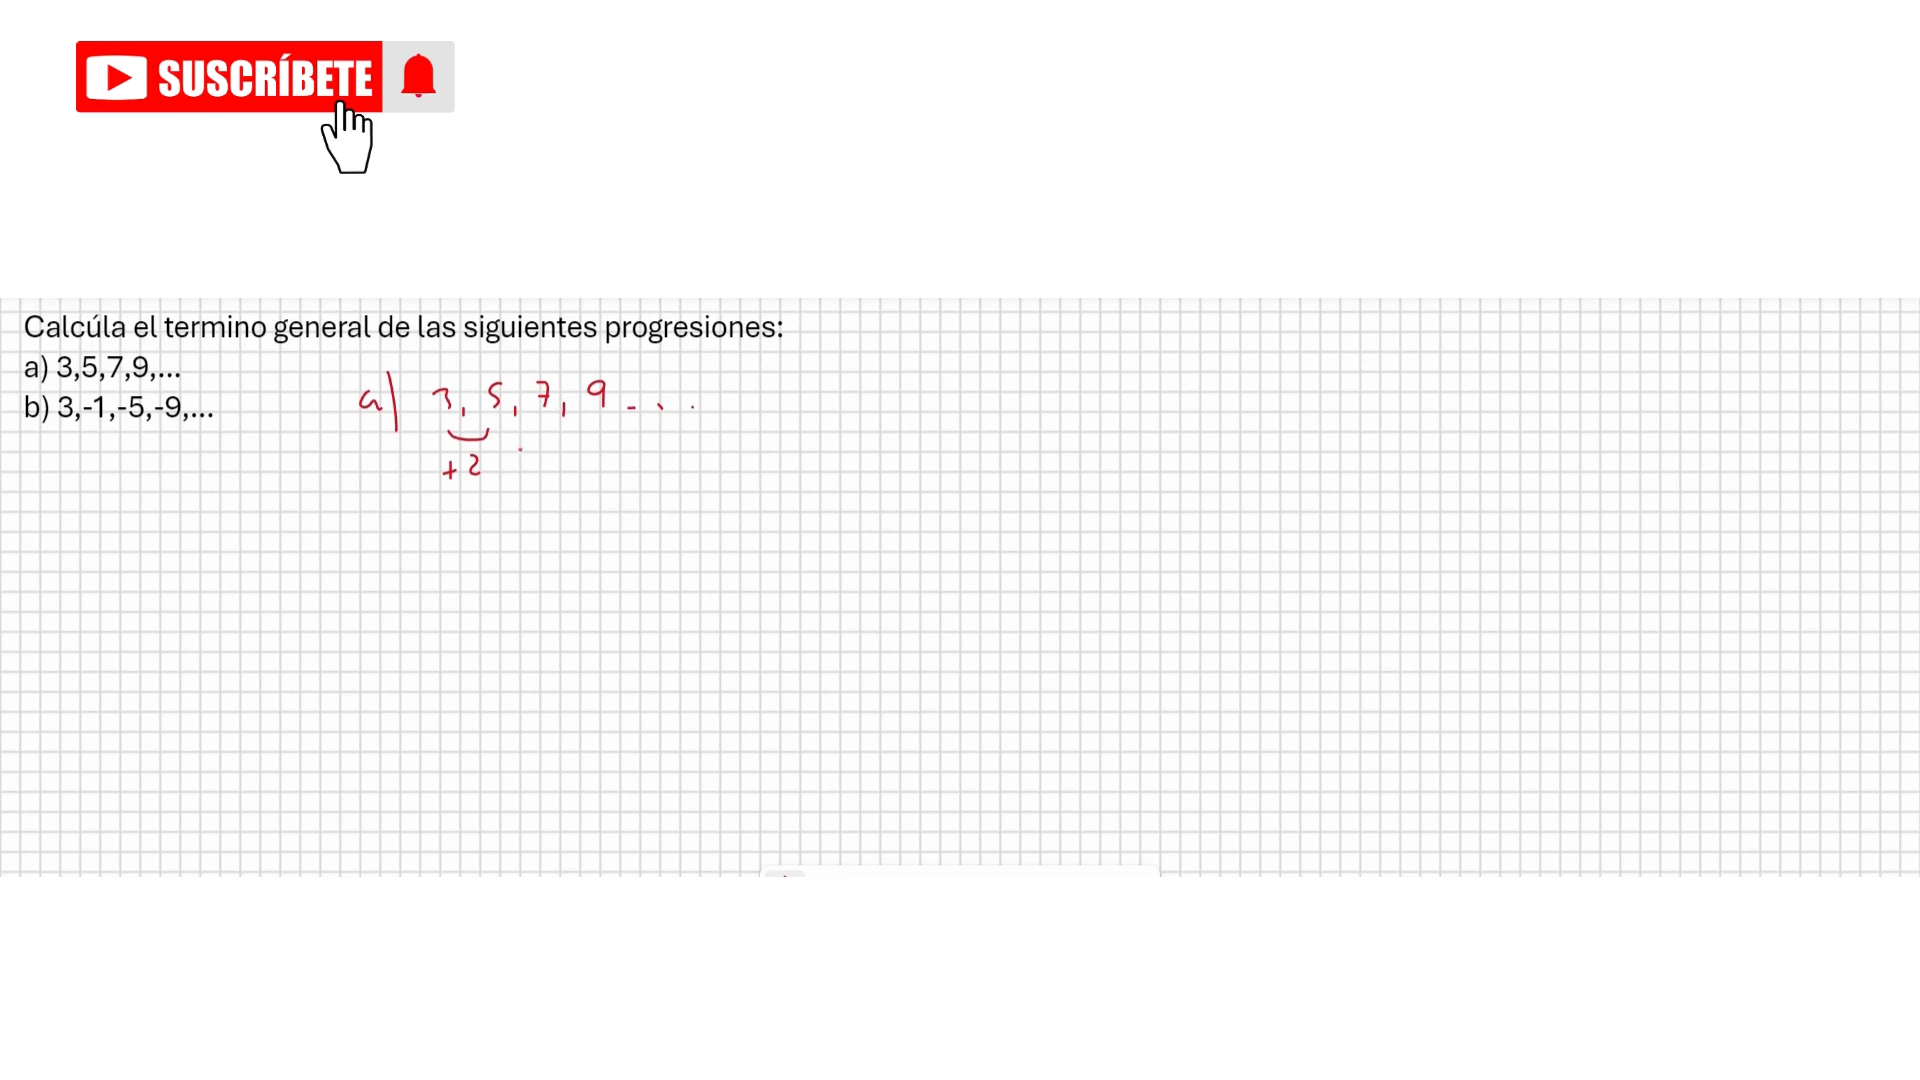 SUSCRÍBETE
Calcúla el termino general de las siguientes progresiones:
a) 3,5,7,9,...
b) 3,-1,-5,-9,...
a) 3, 5, 7, 9 ...
+2